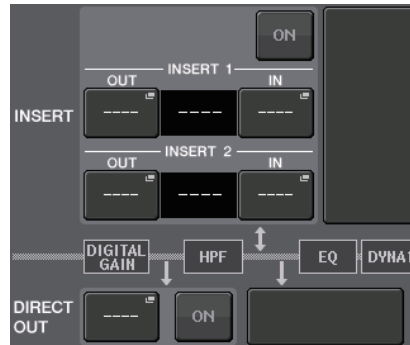 ON
INSERT 1
OUT
IN
INSERT
---- ---- ----
INSERT 2
OUT
IN
---- ---- ----
DIGITAL GAIN
HPF
EQ
DIRECT OUT
----
ON